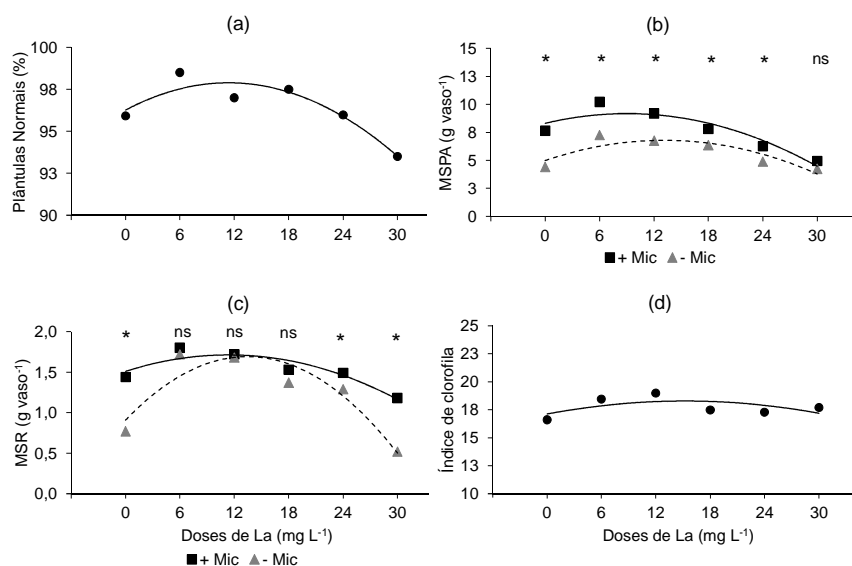 (a)
Plântulas Normais (%)
100
98
95
93
90
0 6 12 18 24 30
(b)
MSPA (g vaso-1)
15
13
10
8
5
3
0
* * * * * ns
0 6 12 18 24 30
+ Mic - Mic
(c)
MSR (g vaso-1)
2,0
1,5
1,0
0,5
0,0
* ns ns ns * *
0 6 12 18 24 30
Doses de La (mg L-1)
+ Mic - Mic
(d)
Índice de clorofila
25
23
20
18
15
13
10
0 6 12 18 24 30
Doses de La (mg L-1)